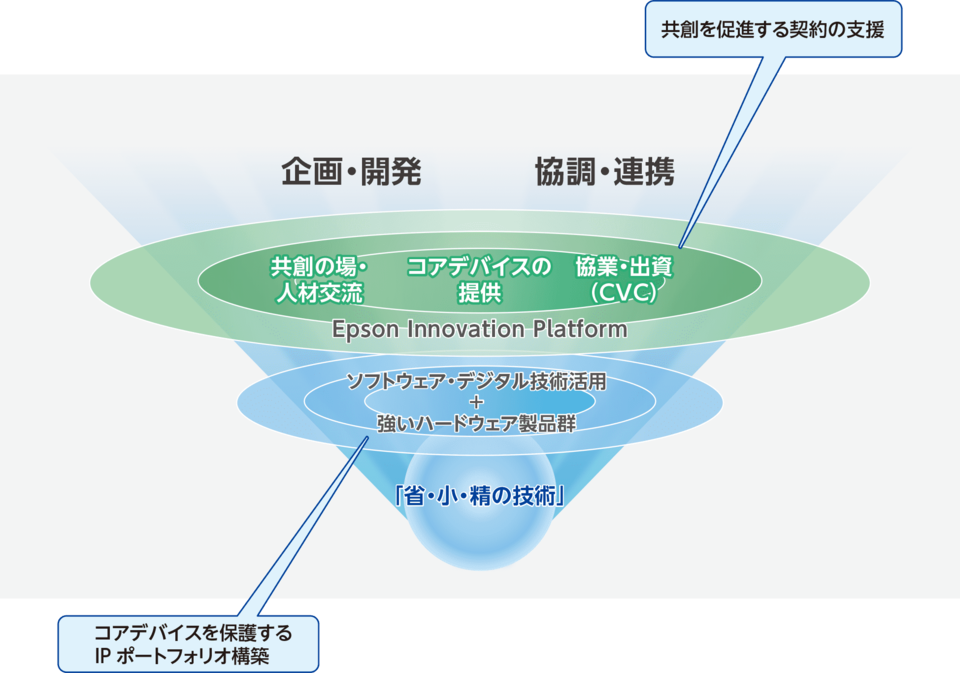 共創を促進する契約の支援
企画・開発
協調・連携
共創の場・
人材交流
コアデバイスの
提供
協業・出資
(CVC)
Epson Innovation Platform
ソフトウェア・デジタル技術活用
+
強いハードウェア製品群
「省・小・精の技術」
コアデバイスを保護する
IP ポートフォリオ構築